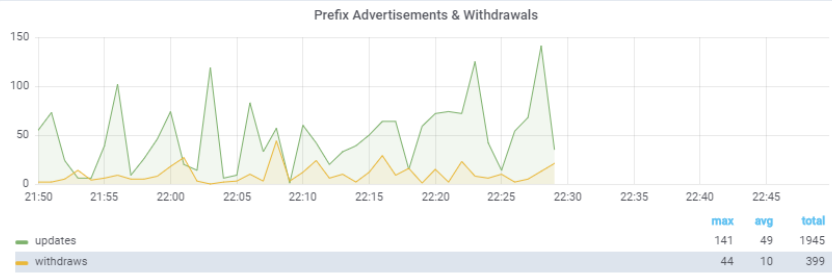 Prefix Advertisements & Withdrawals
150
100
50
0
21:50 21:55 22:00 22:05 22:10 22:15 22:20 22:25 22:30 22:35 22:40 22:45
max avg total
updates 141 49 1945
withdraws 44 10 399